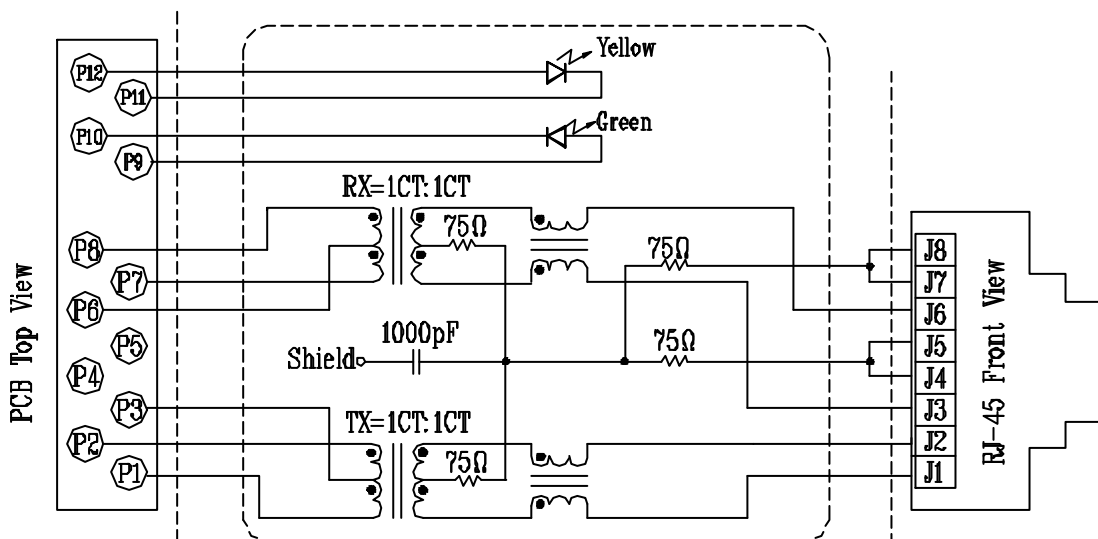 Yellow
P12
P11
Green
P10
P9
RX=1CT:1CT
75Ω
75Ω
P8
P7
P6
P5
P4
P3
P2
P1
PCB Top View
1000pF
Shield
75Ω
TX=1CT:1CT
75Ω
J8
J7
J6
J5
J4
J3
J2
J1
RJ-45 Front View